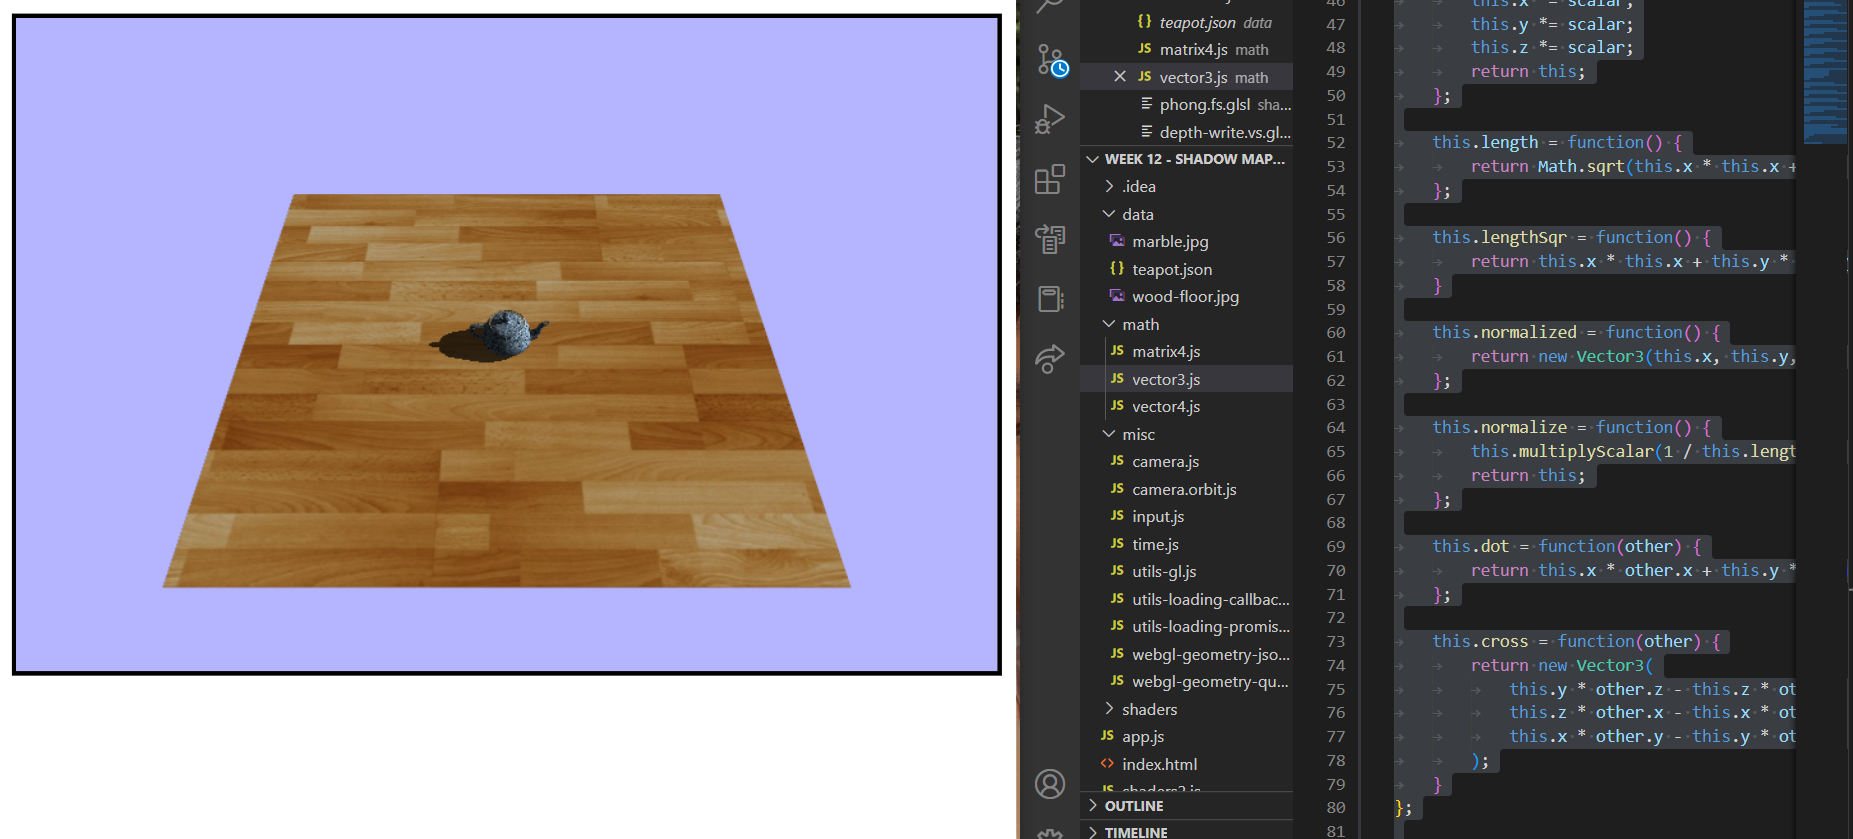 teapot.json data
JS matrix4.js math
JS vector3.js math
phong.fs.glsl sha...
depth-write.vs.gl...
WEEK 12 - SHADOW MAP...
.idea
data
marble.jpg
{} teapot.json
wood-floor.jpg
math
JS matrix4.js
JS vector3.js
JS vector4.js
misc
JS camera.js
JS camera.orbit.js
JS input.js
JS time.js
JS utils-gl.js
JS utils-loading-callbac...
JS utils-loading-promis...
JS webgl-geometry-jso...
JS webgl-geometry-qu...
shaders
JS app.js
<> index.html
OUTLINE
TIMELINE
46 this.x *= scalar;
47 this.y *= scalar;
48 this.z *= scalar;
49 return this;
50 };
51
52 this.length = function() {
53 return Math.sqrt(this.x * this.x +
54 };
55
56 this.lengthSqr = function() {
57 return this.x * this.x + this.y *
58 }
59
60 this.normalized = function() {
61 return new Vector3(this.x, this.y,
62 };
63
64 this.normalize = function() {
65 this.multiplyScalar(1 / this.lengt
66 return this;
67 };
68
69 this.dot = function(other) {
70 return this.x * other.x + this.y *
71 };
72
73 this.cross = function(other) {
74 return new Vector3(
75 this.y * other.z - this.z * ot
76 this.z * other.x - this.x * ot
77 this.x * other.y - this.y * ot
78 );
79 }
80 };
81